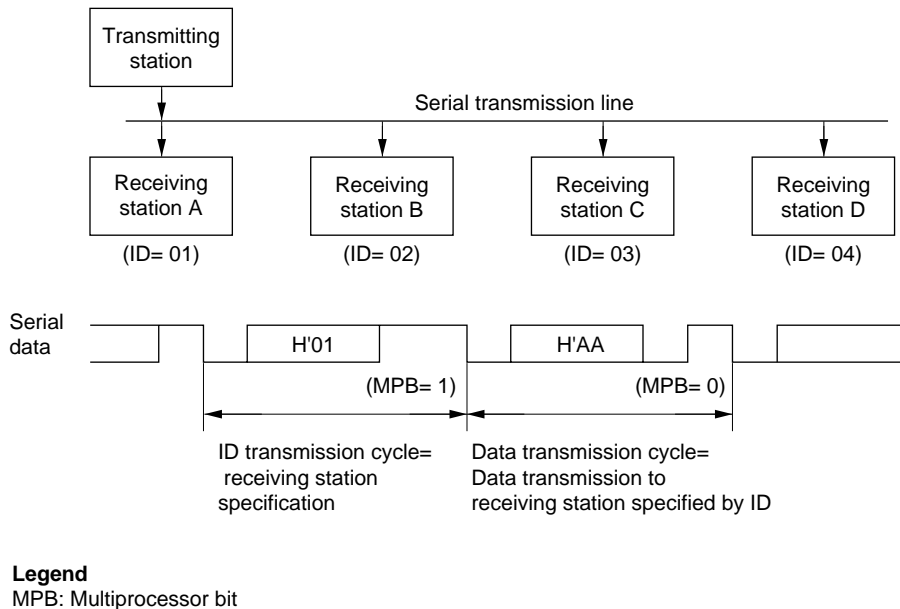 Transmitting
station
Serial transmission line
Receiving
station A
Receiving
station B
Receiving
station C
Receiving
station D
(ID= 01)
(ID= 02)
(ID= 03)
(ID= 04)
Serial
data
H'01
H'AA
(MPB= 1)
(MPB= 0)
ID transmission cycle=
receiving station
specification
Data transmission cycle=
Data transmission to
receiving station specified by ID
Legend
MPB: Multiprocessor bit